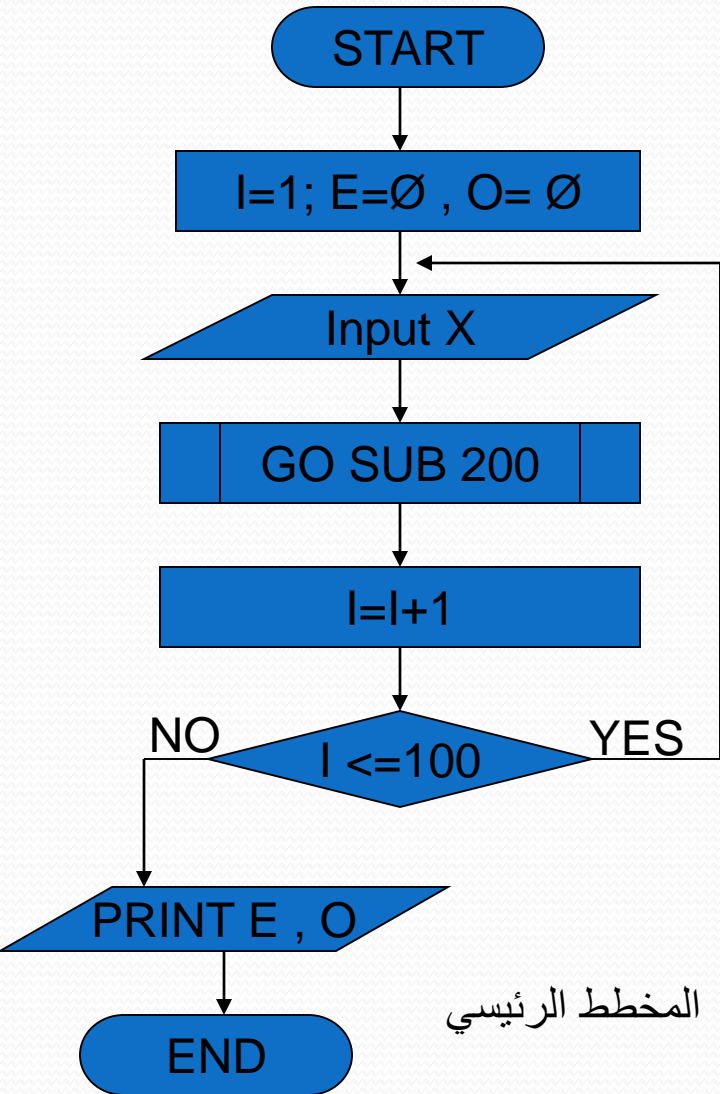 START
I=1; E=Ø , O= Ø
Input X
GO SUB 200
I=I+1
NO
I <=100
YES
PRINT E , O
المخطط الرئيسي
END